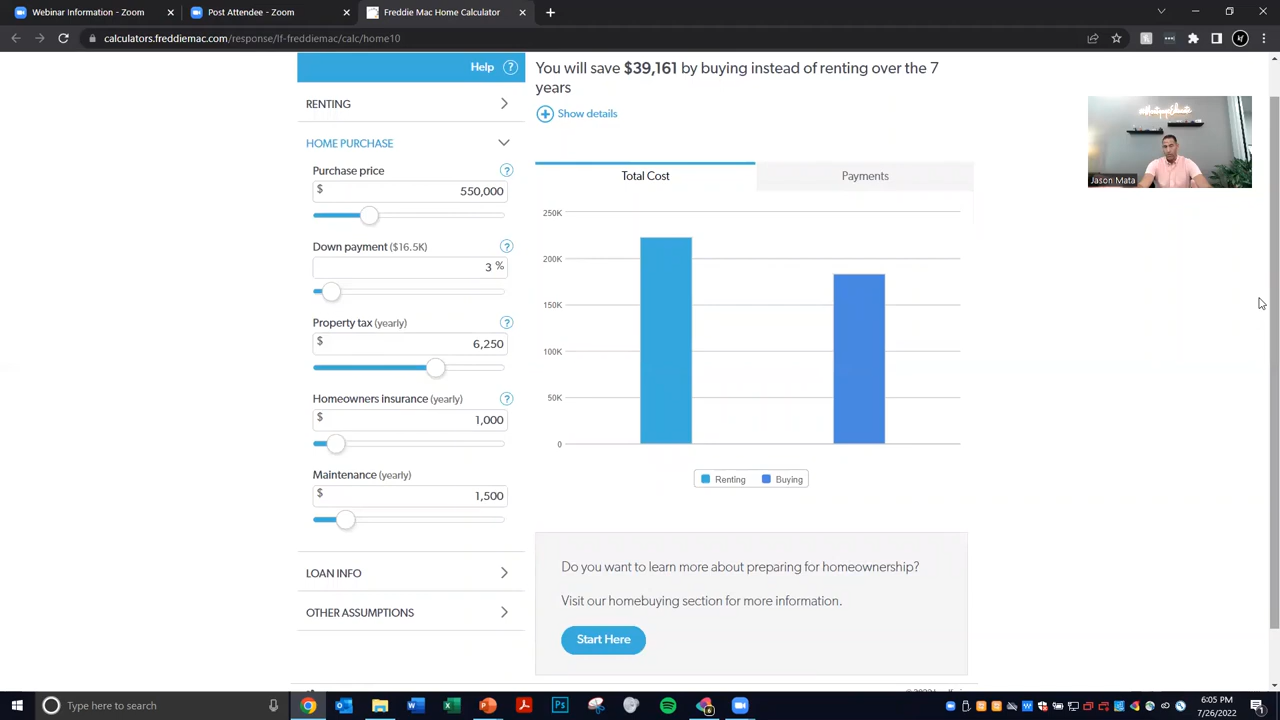 Webinar Information - Zoom
Post Attendee - Zoom
Freddie Mac Home Calculator
calculators.freddiemac.com/response/lf-freddiemac/calc/home10
Help ?
RENTING
HOME PURCHASE
Purchase price ?
$ 550,000
Down payment ($16.5K) ?
3 %
Property tax (yearly) ?
$ 6,250
Homeowners insurance (yearly) ?
$ 1,000
Maintenance (yearly)
$ 1,500
LOAN INFO
OTHER ASSUMPTIONS
You will save $39,161 by buying instead of renting over the 7
years
Show details
Total Cost
Payments
250K
200K
150K
100K
50K
0
Renting
Buying
Do you want to learn more about preparing for homeownership?
Visit our homebuying section for more information.
Start Here
Jason Mata
Type here to search
6:05 PM
7/26/2022